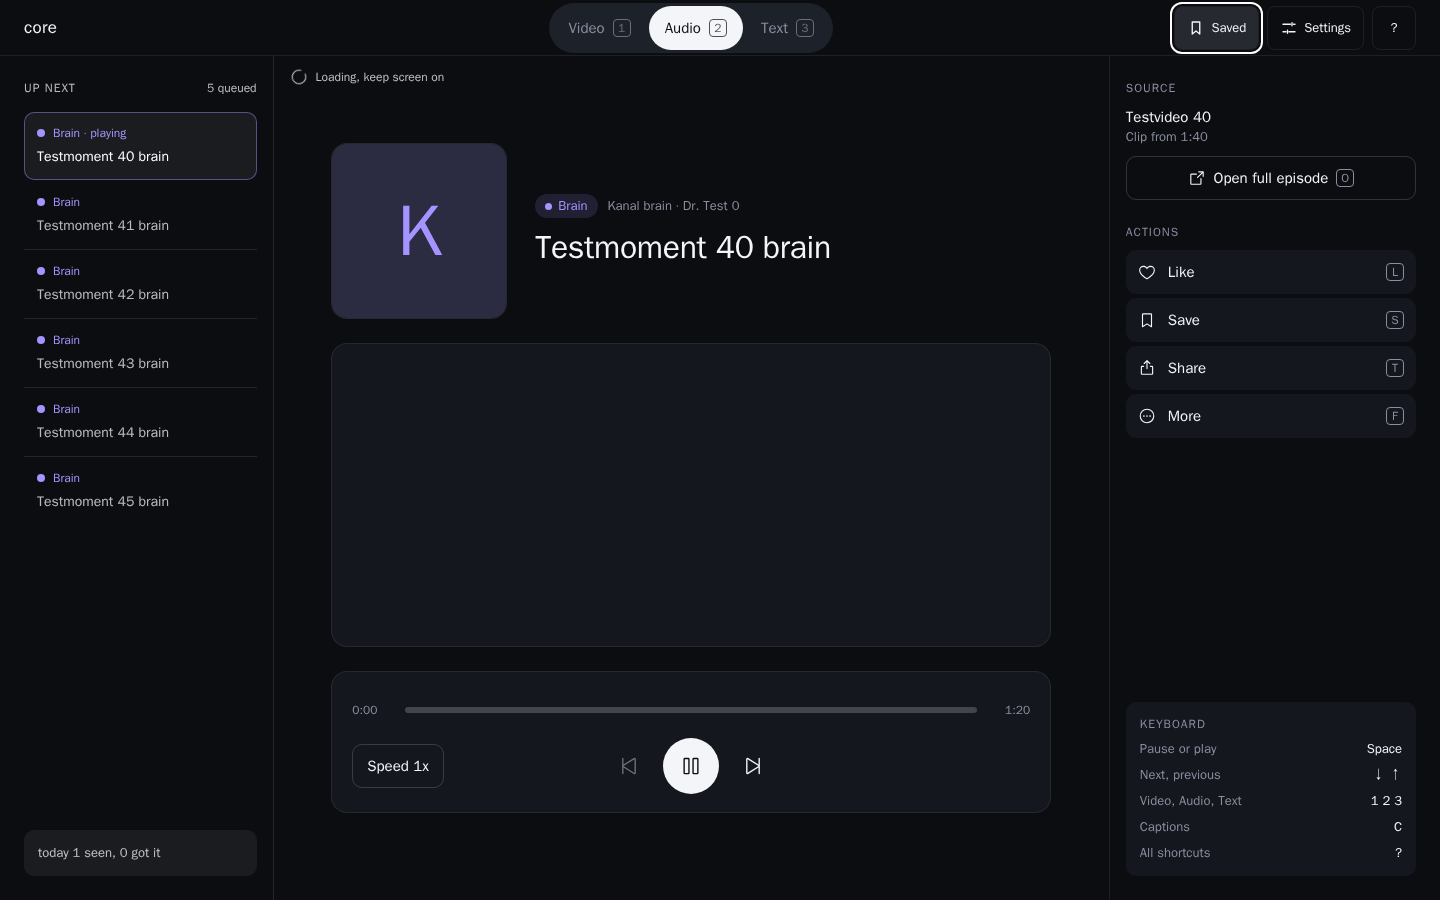 core
Video 1
Audio 2
Text 3
Saved
Settings
?
UP NEXT
5 queued
Brain · playing
Testmoment 40 brain
Brain
Testmoment 41 brain
Brain
Testmoment 42 brain
Brain
Testmoment 43 brain
Brain
Testmoment 44 brain
Brain
Testmoment 45 brain
today 1 seen, 0 got it
Loading, keep screen on
K
Brain
Kanal brain · Dr. Test 0
Testmoment 40 brain
0:00
1:20
Speed 1x
SOURCE
Testvideo 40
Clip from 1:40
Open full episode O
ACTIONS
Like L
Save S
Share T
More F
KEYBOARD
Pause or play Space
Next, previous ↓ ↑
Video, Audio, Text 1 2 3
Captions C
All shortcuts ?